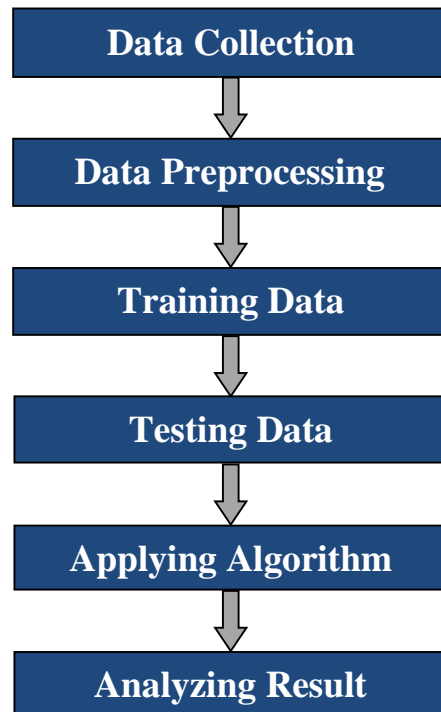 Data Collection
Data Preprocessing
Training Data
Testing Data
Applying Algorithm
Analyzing Result